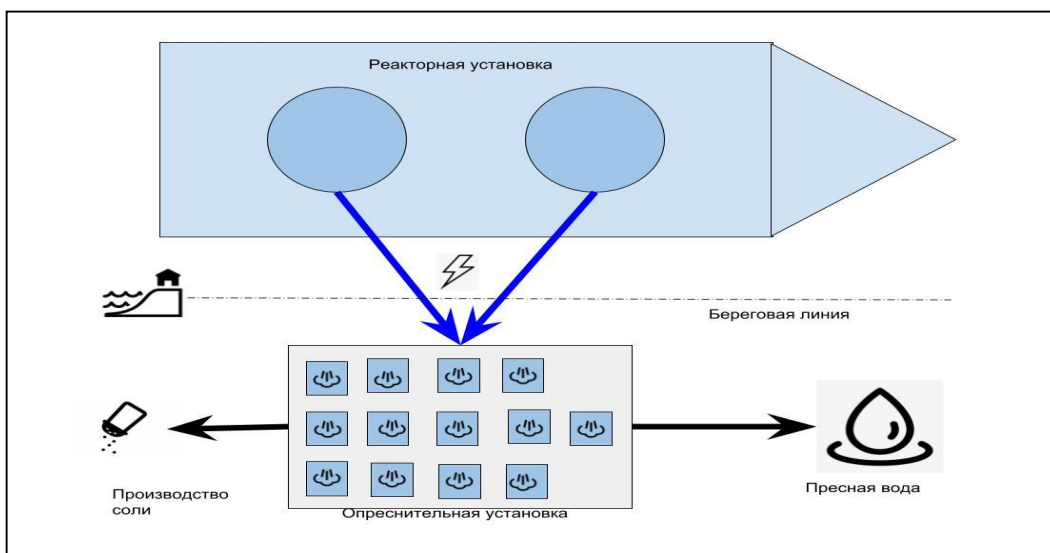 Реакторная установка
Береговая линия
Производство
соли
Пресная вода
Опреснительная установка